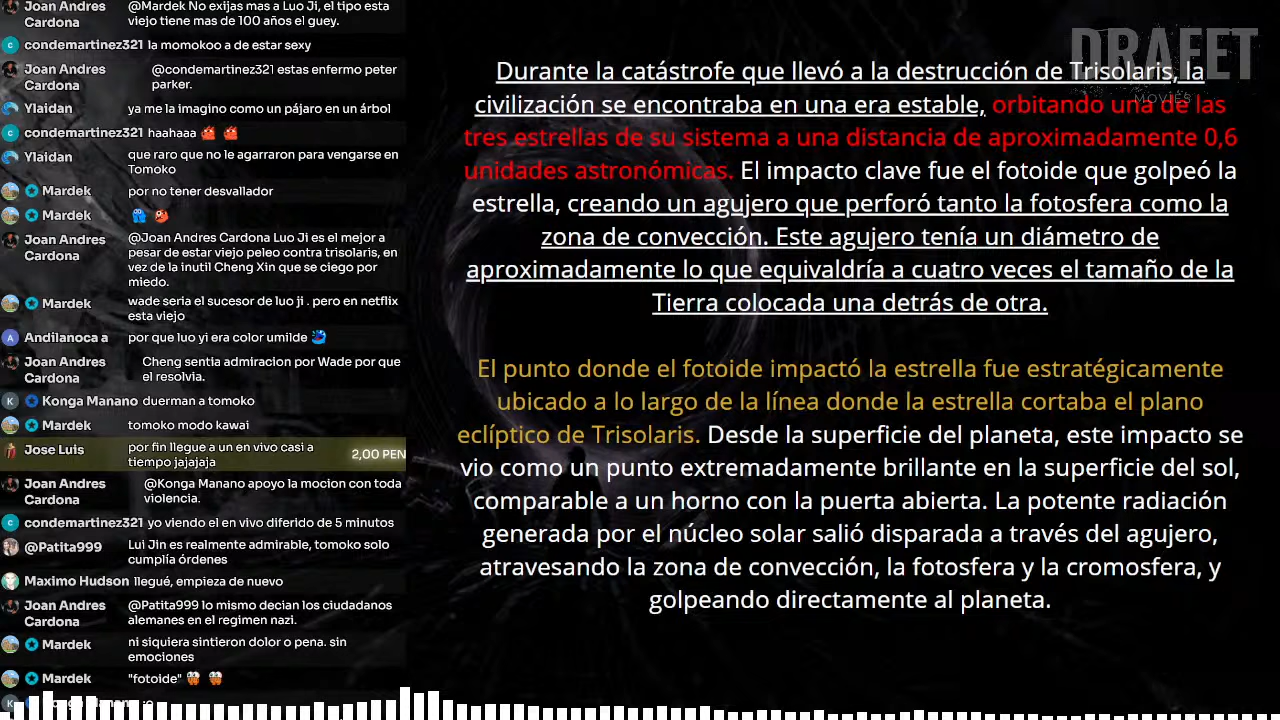 Joan Andres
Cardona
@Mardek No exijas mas a Luo Ji, el tipo esta
viejo tiene mas de 100 años el guey.
condemartinez321 la momokoo a de estar sexy
Joan Andres
Cardona
@condemartinez321 estas enfermo peter
parker.
Ylaidan ya me la imagino como un pájaro en un árbol
condemartinez321 haahaaa
Ylaidan
que raro que no le agarraron para vengarse en
Tomoko
Mardek por no tener desvallador
Mardek
Joan Andres
Cardona
@Joan Andres Cardona Luo Ji es el mejor a
pesar de estar viejo peleo contra trisolaris, en
vez de la inutil Cheng Xin que se ciego por
miedo.
Mardek
wade seria el sucesor de luo ji . pero en netflix
esta viejo
Andilanoca a por que luo yi era color umilde
Joan Andres
Cardona
Cheng sentia admiracion por Wade por que
el resolvia.
Konga Manano duerman a tomoko
Mardek tomoko modo kawai
Jose Luis
por fin llegue a un en vivo casi a
tiempo jajajaja
2,00 PEN
Joan Andres
Cardona
@Konga Manano apoyo la mocion con toda
violencia.
condemartinez321 yo viendo el en vivo diferido de 5 minutos
@Patita999
Lui Jin es realmente admirable, tomoko solo
cumplia órdenes
Maximo Hudson llegué, empieza de nuevo
Joan Andres
Cardona
@Patita999 lo mismo decian los ciudadanos
alemanes en el regimen nazi.
Mardek
ni siquiera sintieron dolor o pena. sin
emociones
Mardek "fotoide"
DRAFET
MOVIES
Durante la catástrofe que llevó a la destrucción de Trisolaris, la
civilización se encontraba en una era estable, orbitando una de las
tres estrellas de su sistema a una distancia de aproximadamente 0,6
unidades astronómicas. El impacto clave fue el fotoide que golpeó la
estrella, creando un agujero que perforó tanto la fotosfera como la
zona de convección. Este agujero tenía un diámetro de
aproximadamente lo que equivaldría a cuatro veces el tamaño de la
Tierra colocada una detrás de otra.
El punto donde el fotoide impactó la estrella fue estratégicamente
ubicado a lo largo de la línea donde la estrella cortaba el plano
eclíptico de Trisolaris. Desde la superficie del planeta, este impacto se
vio como un punto extremadamente brillante en la superficie del sol,
comparable a un horno con la puerta abierta. La potente radiación
generada por el núcleo solar salió disparada a través del agujero,
atravesando la zona de convección, la fotosfera y la cromosfera, y
golpeando directamente al planeta.